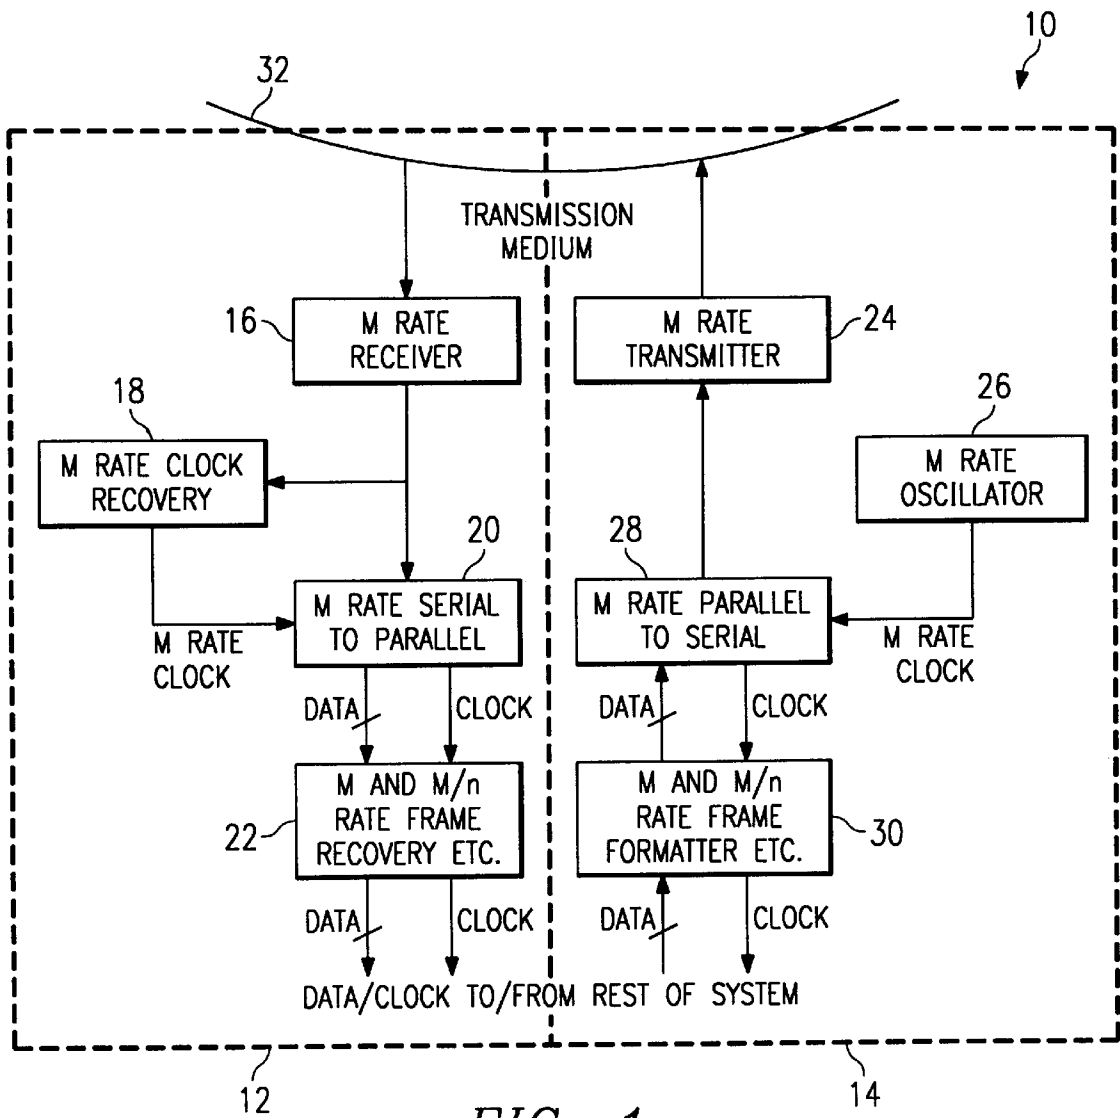 10
32
TRANSMISSION
MEDIUM
16
M RATE
RECEIVER
M RATE
TRANSMITTER
24
18
M RATE CLOCK
RECOVERY
26
M RATE
OSCILLATOR
20
M RATE SERIAL
TO PARALLEL
28
M RATE PARALLEL
TO SERIAL
M RATE
CLOCK
M RATE
CLOCK
DATA
CLOCK
DATA
CLOCK
22
M AND M/n
RATE FRAME
RECOVERY ETC.
M AND M/n
RATE FRAME
FORMATTER ETC.
30
DATA
CLOCK
DATA
CLOCK
DATA/CLOCK TO/FROM REST OF SYSTEM
12
14
FIG. 1